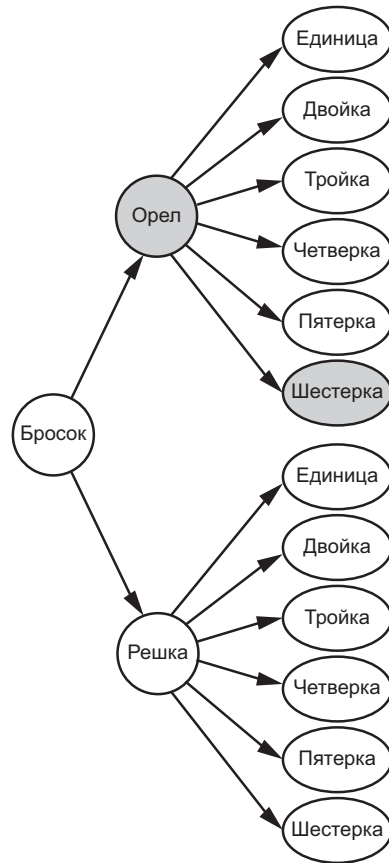 Единица
Двойка
Тройка
Орел
Четверка
Пятерка
Шестерка
Бросок
Единица
Двойка
Тройка
Решка
Четверка
Пятерка
Шестерка